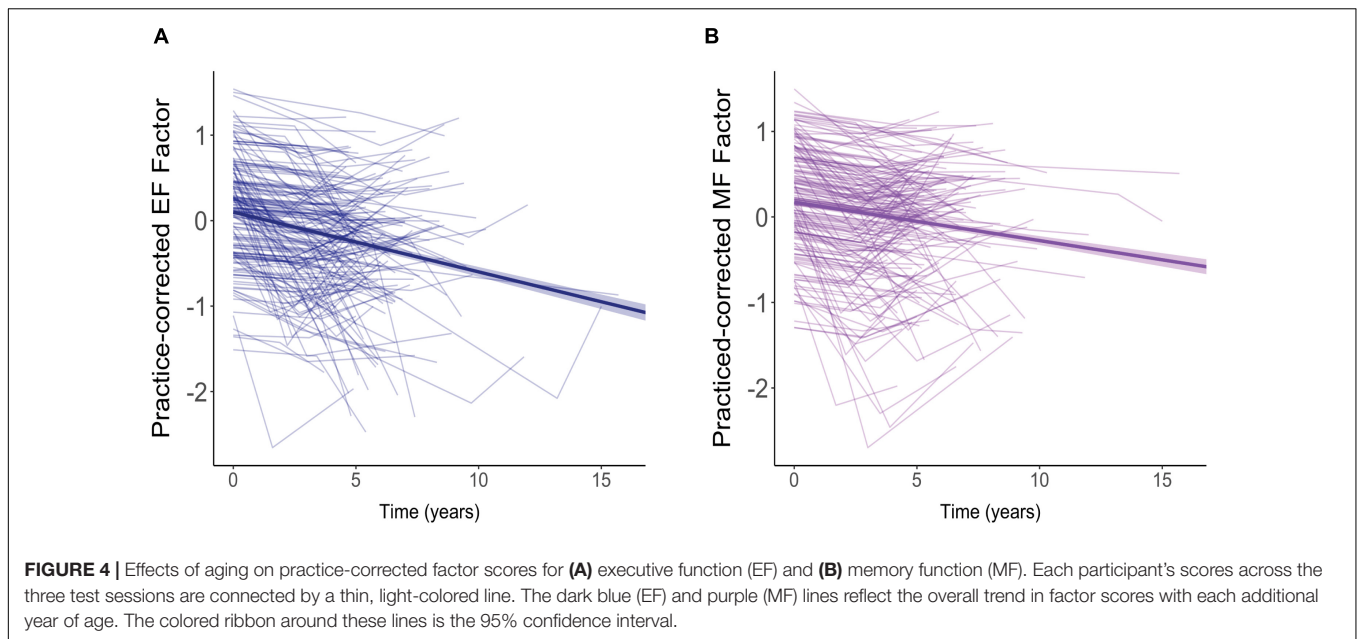 A
B
Practice-corrected EF Factor
1
0
-1
-2
0 5 10 15
Time (years)
Practiced-corrected MF Factor
1
0
-1
-2
0 5 10 15
Time (years)
FIGURE 4 | Effects of aging on practice-corrected factor scores for (A) executive function (EF) and (B) memory function (MF). Each participant's scores across the
three test sessions are connected by a thin, light-colored line. The dark blue (EF) and purple (MF) lines reflect the overall trend in factor scores with each additional
year of age. The colored ribbon around these lines is the 95% confidence interval.